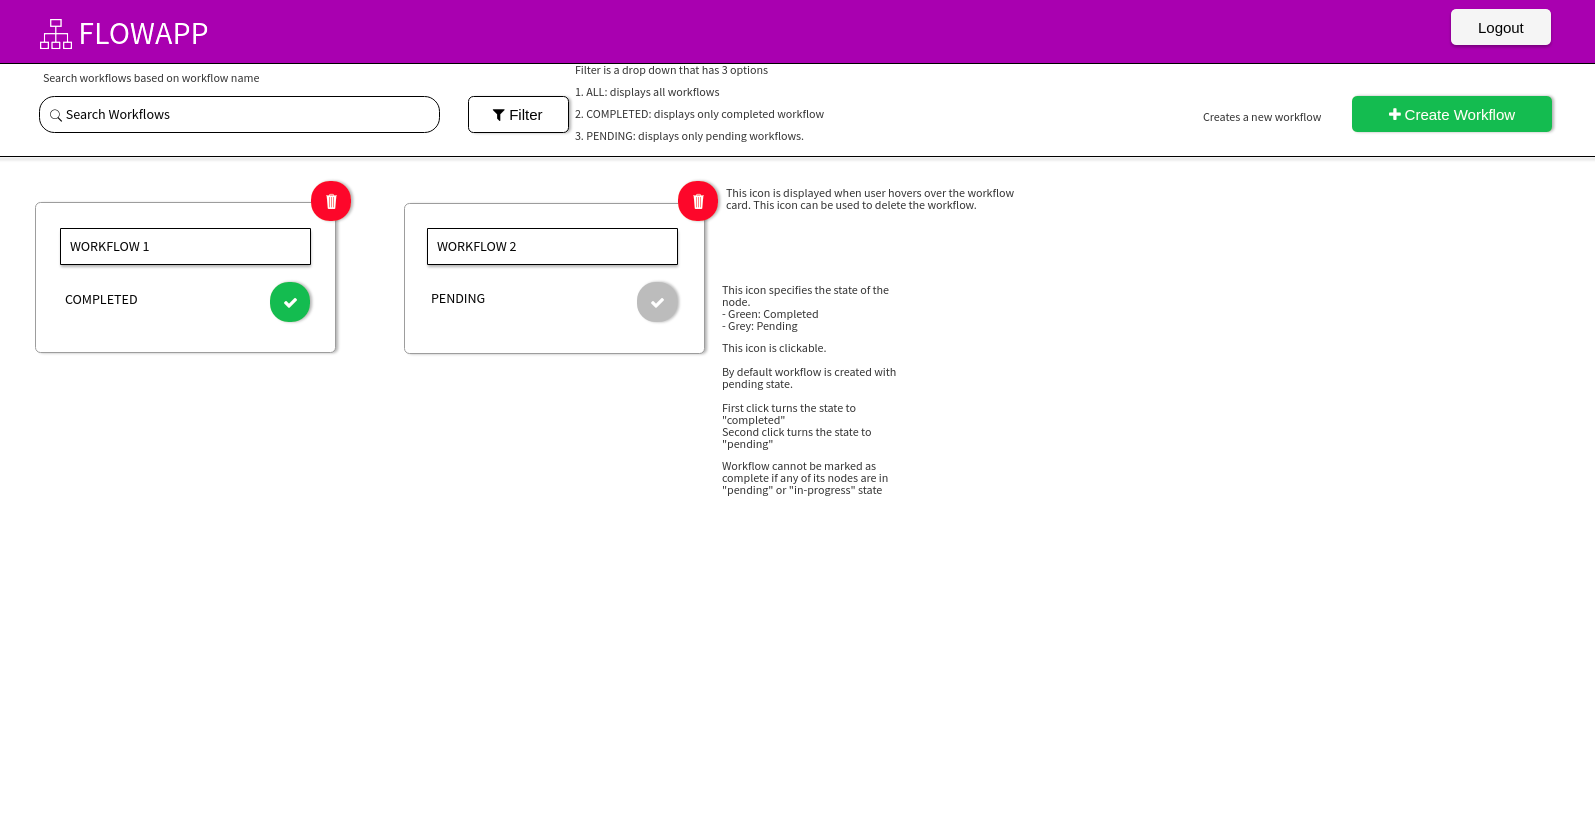 FLOWAPP
Logout
Search workflows based on workflow name
Search Workflows
Filter
Filter is a drop down that has 3 options
1. ALL: displays all workflows
2. COMPLETED: displays only completed workflow
3. PENDING: displays only pending workflows.
Creates a new workflow
Create Workflow
WORKFLOW 1
COMPLETED
WORKFLOW 2
PENDING
This icon is displayed when user hovers over the workflow
card. This icon can be used to delete the workflow.
This icon specifies the state of the
node.
- Green: Completed
- Grey: Pending
This icon is clickable.
By default workflow is created with
pending state.
First click turns the state to
"completed"
Second click turns the state to
"pending"
Workflow cannot be marked as
complete if any of its nodes are in
"pending" or "in-progress" state